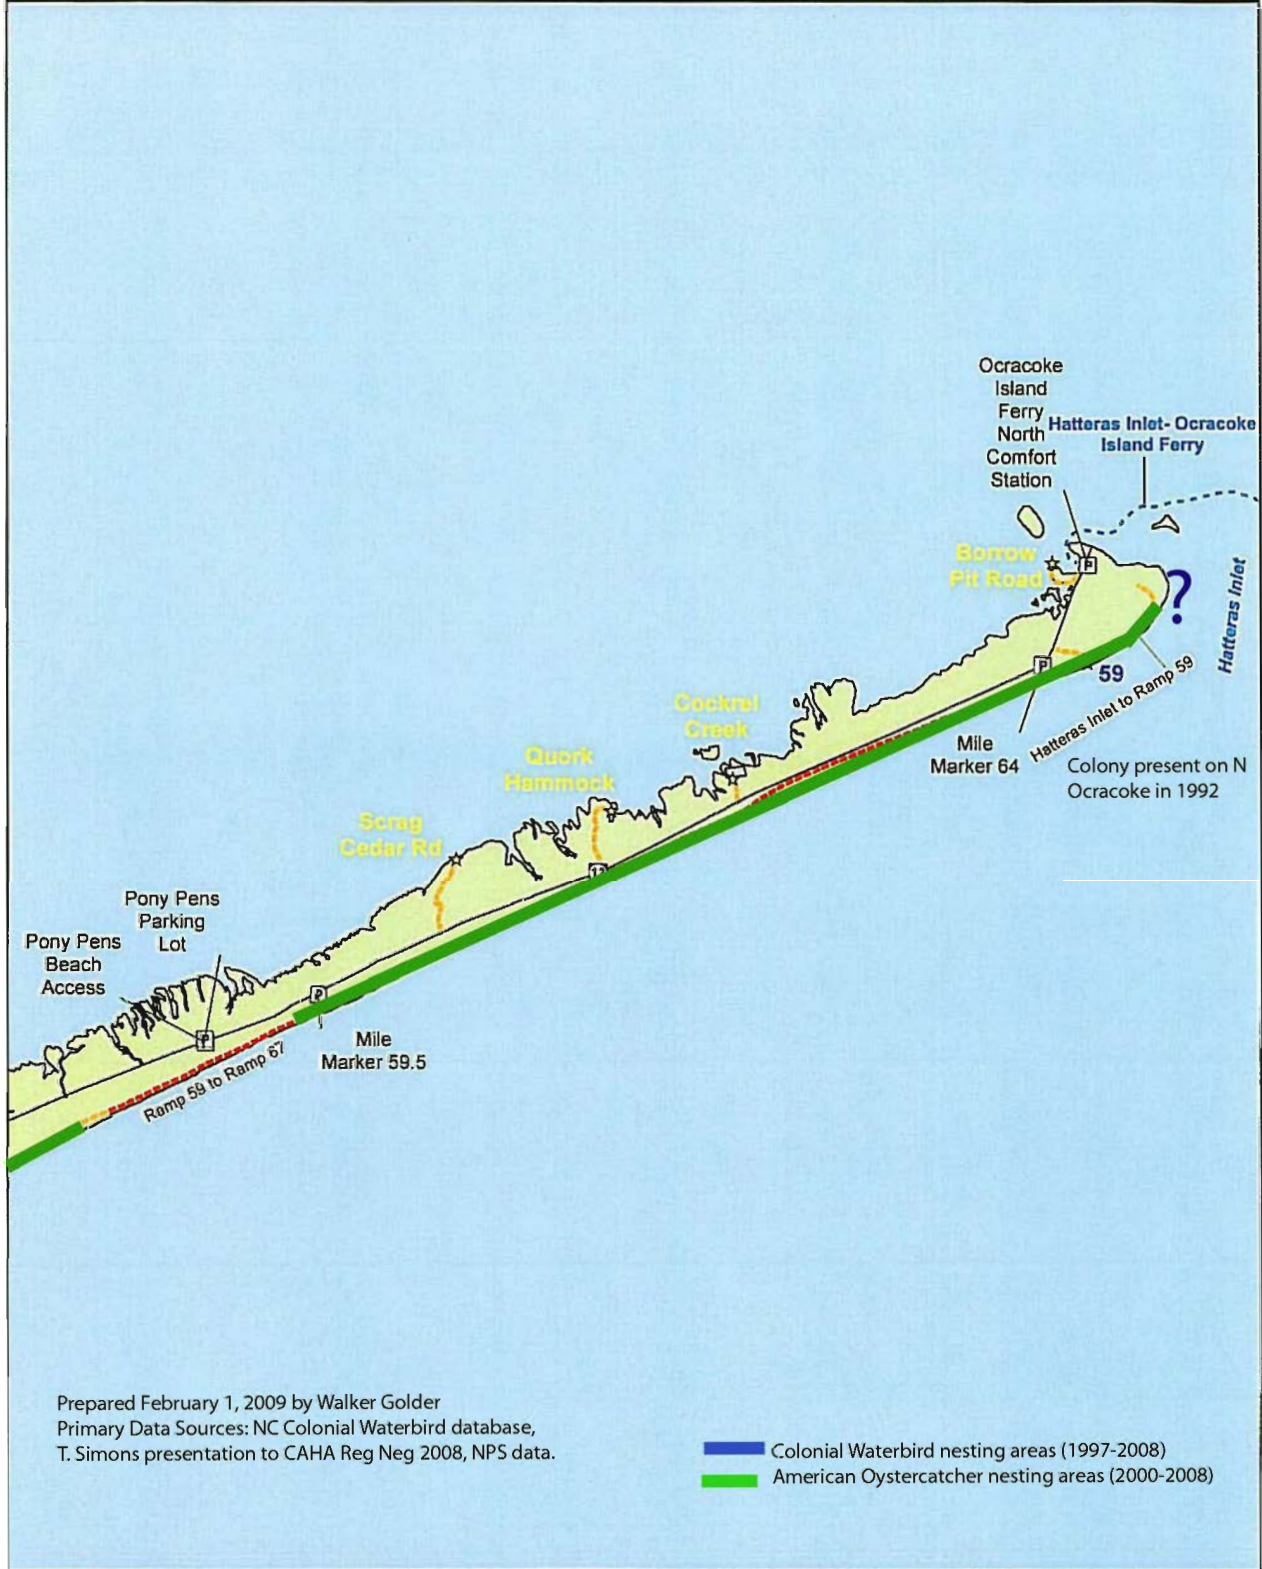 Ocracoke
Island
Ferry
North
Comfort
Station
Hatteras Inlet- Ocracoke
Island Ferry
Borrow
Pit Road
P
?
Hatteras Inlet
P
59
Hatteras Inlet to Ramp 59
Cockrel
Creek
Mile
Marker 64
Colony present on N
Ocracoke in 1992
Quork
Hammock
12
Scrag
Cedar Rd
Pony Pens
Parking
Lot
Pony Pens
Beach
Access
P
P
Mile
Marker 59.5
Ramp 59 to Ramp 67
Prepared February 1, 2009 by Walker Golder
Primary Data Sources: NC Colonial Waterbird database,
T. Simons presentation to CAHA Reg Neg 2008, NPS data.
Colonial Waterbird nesting areas (1997-2008)
American Oystercatcher nesting areas (2000-2008)